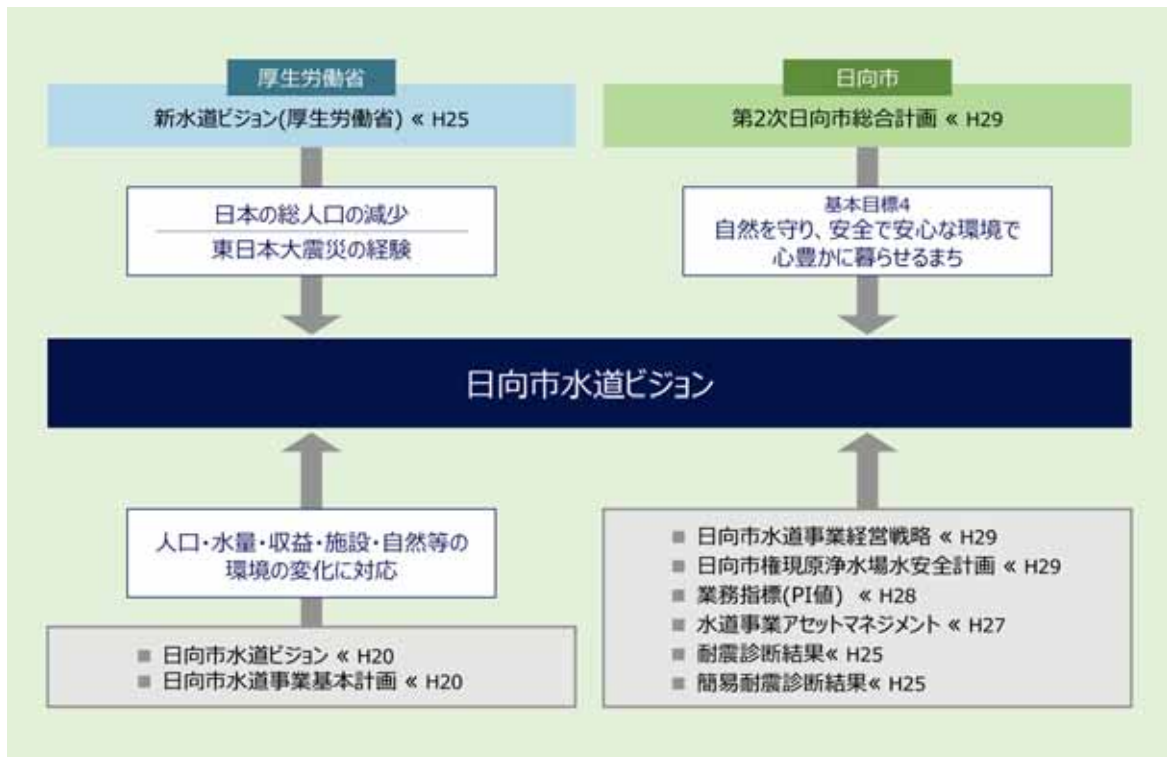 厚生労働省
新水道ビジョン(厚生労働省) « H25
日本の総人口の減少
東日本大震災の経験
日向市
第2次日向市総合計画 « H29
基本目標4
自然を守り、安全で安心な環境で
心豊かに暮らせるまち
日向市水道ビジョン
人口・水量・収益・施設・自然等の
環境の変化に対応
■ 日向市水道ビジョン « H20
■ 日向市水道事業基本計画 « H20
■ 日向市水道事業経営戦略 « H29
■ 日向市権現原浄水場水安全計画 « H29
■ 業務指標(PI値) « H28
■ 水道事業アセットマネジメント « H27
■ 耐震診断結果« H25
■ 簡易耐震診断結果« H25